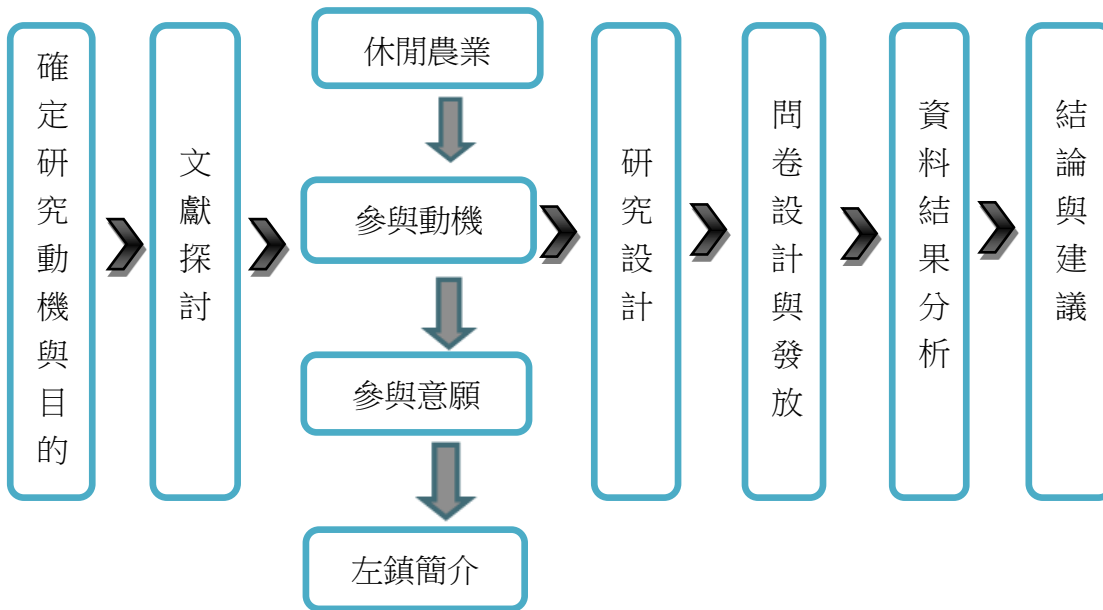 確定研究動機與目的
文獻探討
休閒農業
參與動機
參與意願
左鎮簡介
研究設計
問卷設計與發放
資料結果分析
結論與建議